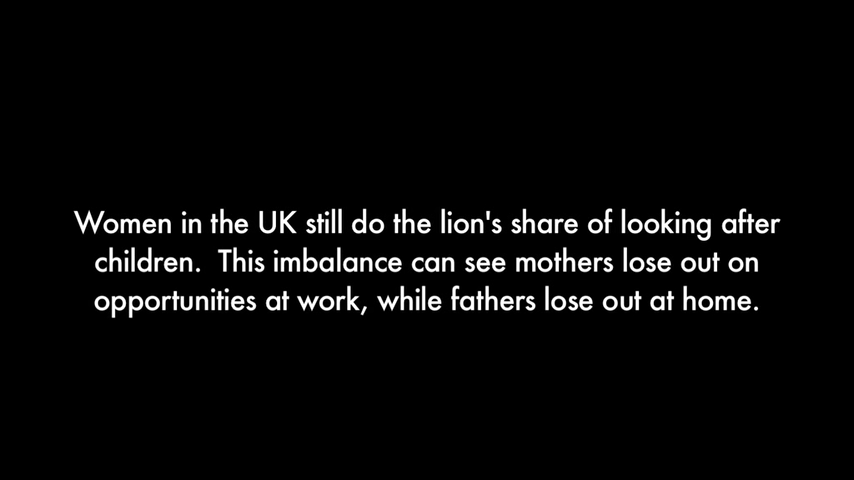 Women in the UK still do the lion's share of looking after
children.  This imbalance can see mothers lose out on
opportunities at work, while fathers lose out at home.